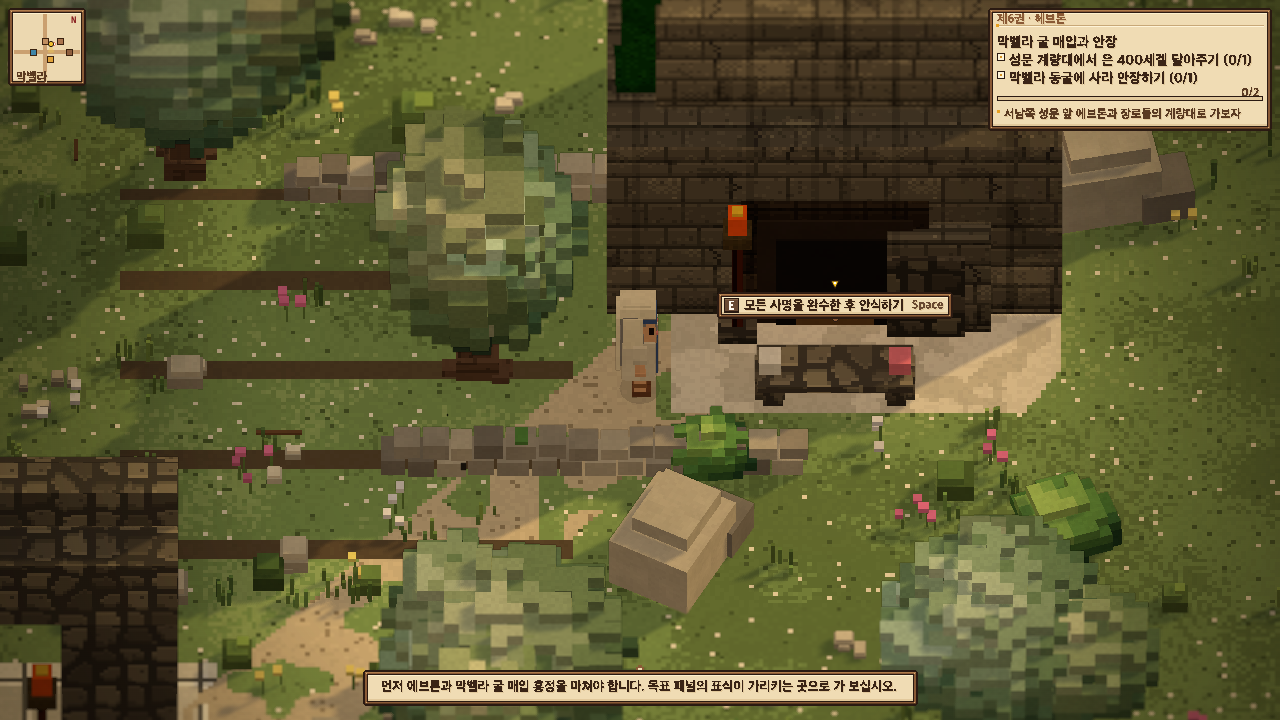 N
막벨라
제6권 · 헤브론
막벨라 굴 매입과 안장
성문 계량대에서 은 400세겔 달아주기 (0/1)
막벨라 동굴에 사라 안장하기 (0/1)
0/2
서남쪽 성문 앞 에브론과 장로들의 계량대로 가보자
E 모든 사명을 완수한 후 안식하기 Space
먼저 에브론과 막벨라 굴 매입 흥정을 마쳐야 합니다. 목표 패널의 표식이 가리키는 곳으로 가 보십시오.